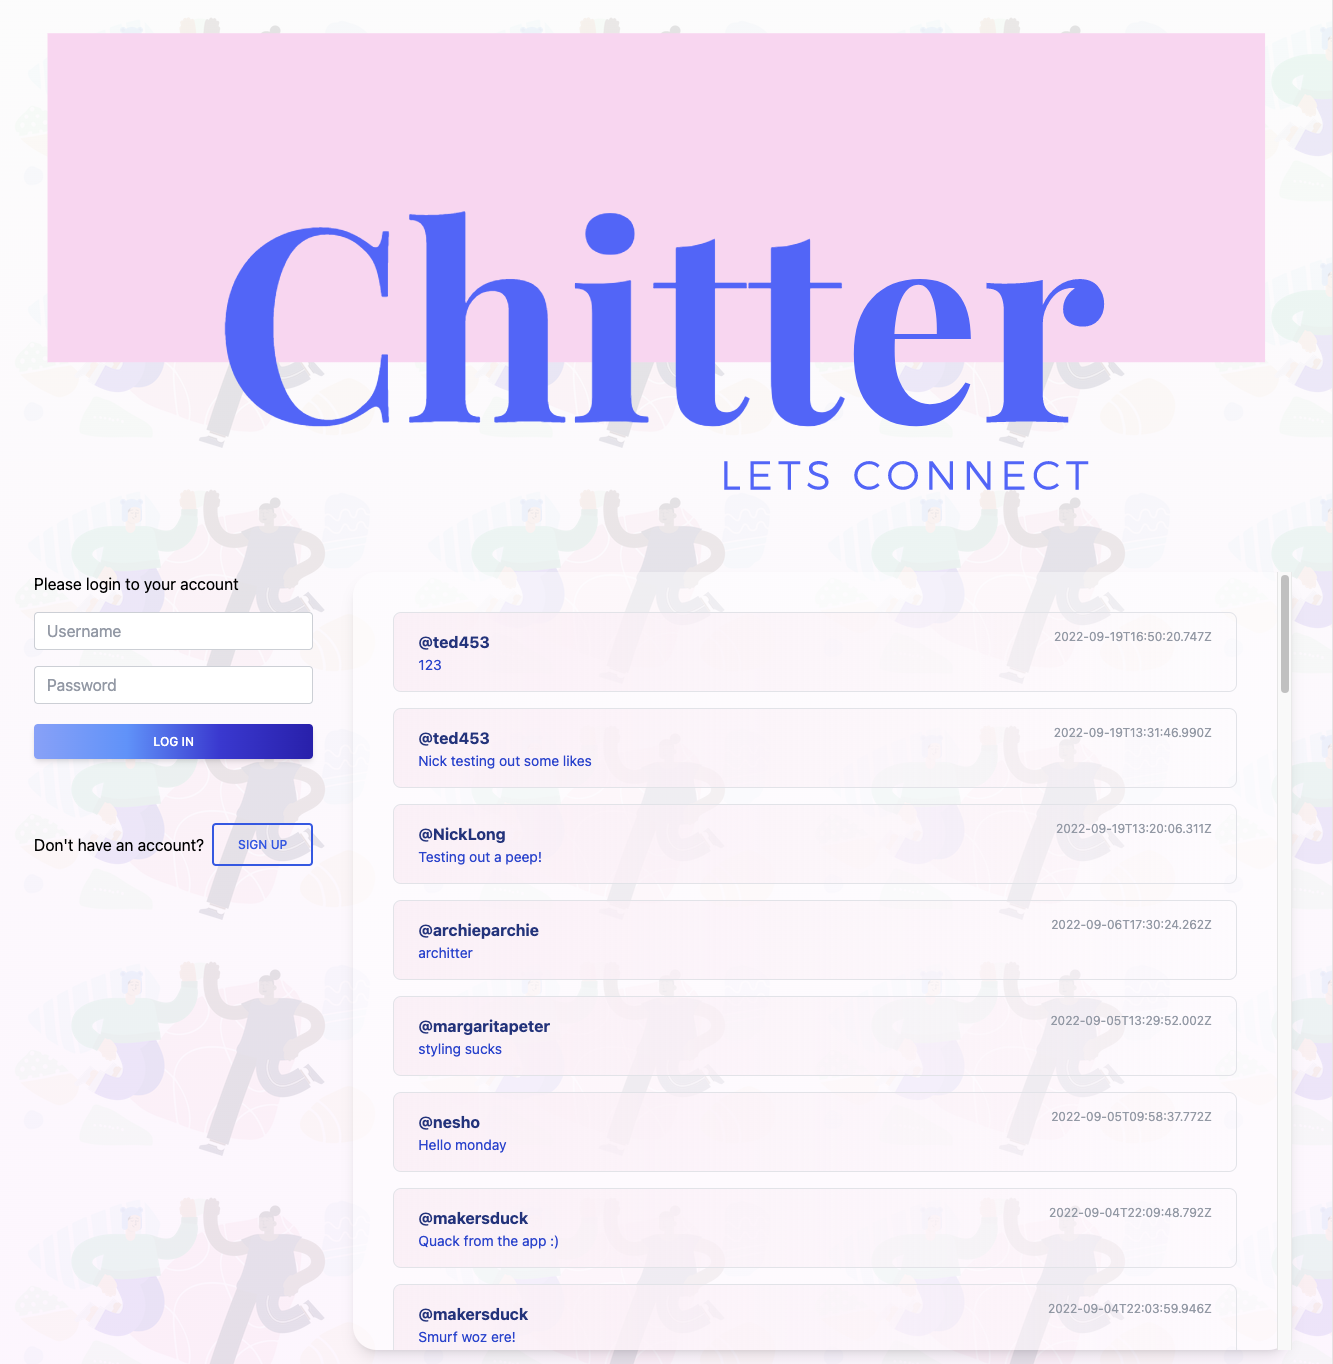 Chitter
LETS CONNECT
Please login to your account
Username
Password
LOG IN
Don't have an account?
SIGN UP
@ted453
2022-09-19T16:50:20.747Z
123
@ted453
2022-09-19T13:31:46.990Z
Nick testing out some likes
@NickLong
2022-09-19T13:20:06.311Z
Testing out a peep!
@archieparchie
2022-09-06T17:30:24.262Z
architter
@margaritapeter
2022-09-05T13:29:52.002Z
styling sucks
@nesho
2022-09-05T09:58:37.772Z
Hello monday
@makersduck
2022-09-04T22:09:48.792Z
Quack from the app :)
@makersduck
2022-09-04T22:03:59.946Z
Smurf woz ere!